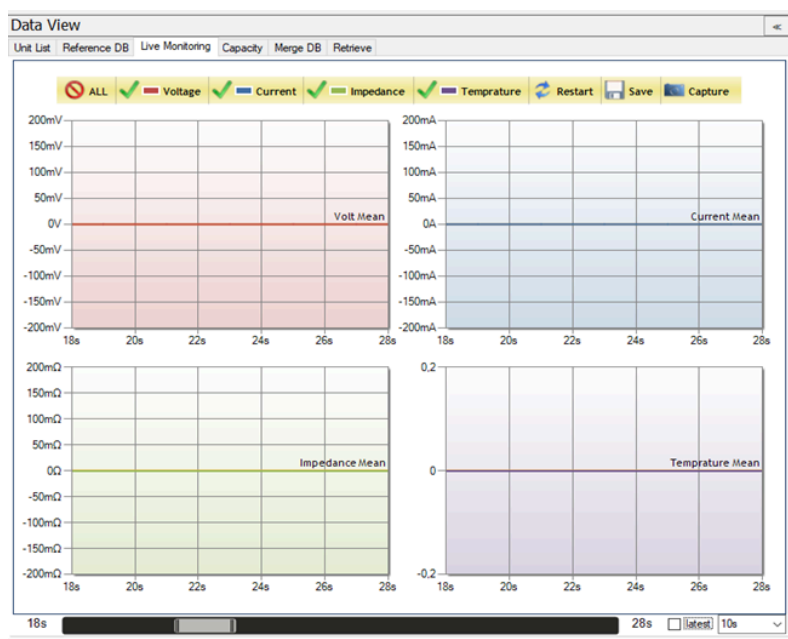 Data View
Unit List Reference DB Live Monitoring Capacity Merge DB Retrieve
ALL Voltage Current Impedance Temprature Restart Save Capture
200mV
150mV
100mV
50mV
0V
-50mV
-100mV
-150mV
-200mV
Volt Mean
18s 20s 22s 24s 26s 28s
200mA
150mA
100mA
50mA
0A
-50mA
-100mA
-150mA
-200mA
Current Mean
18s 20s 22s 24s 26s 28s
200mΩ
150mΩ
100mΩ
50mΩ
0Ω
-50mΩ
-100mΩ
-150mΩ
-200mΩ
Impedance Mean
18s 20s 22s 24s 26s 28s
0,2
0
-0,2
Temprature Mean
18s 20s 22s 24s 26s 28s
18s 28s latest 10s